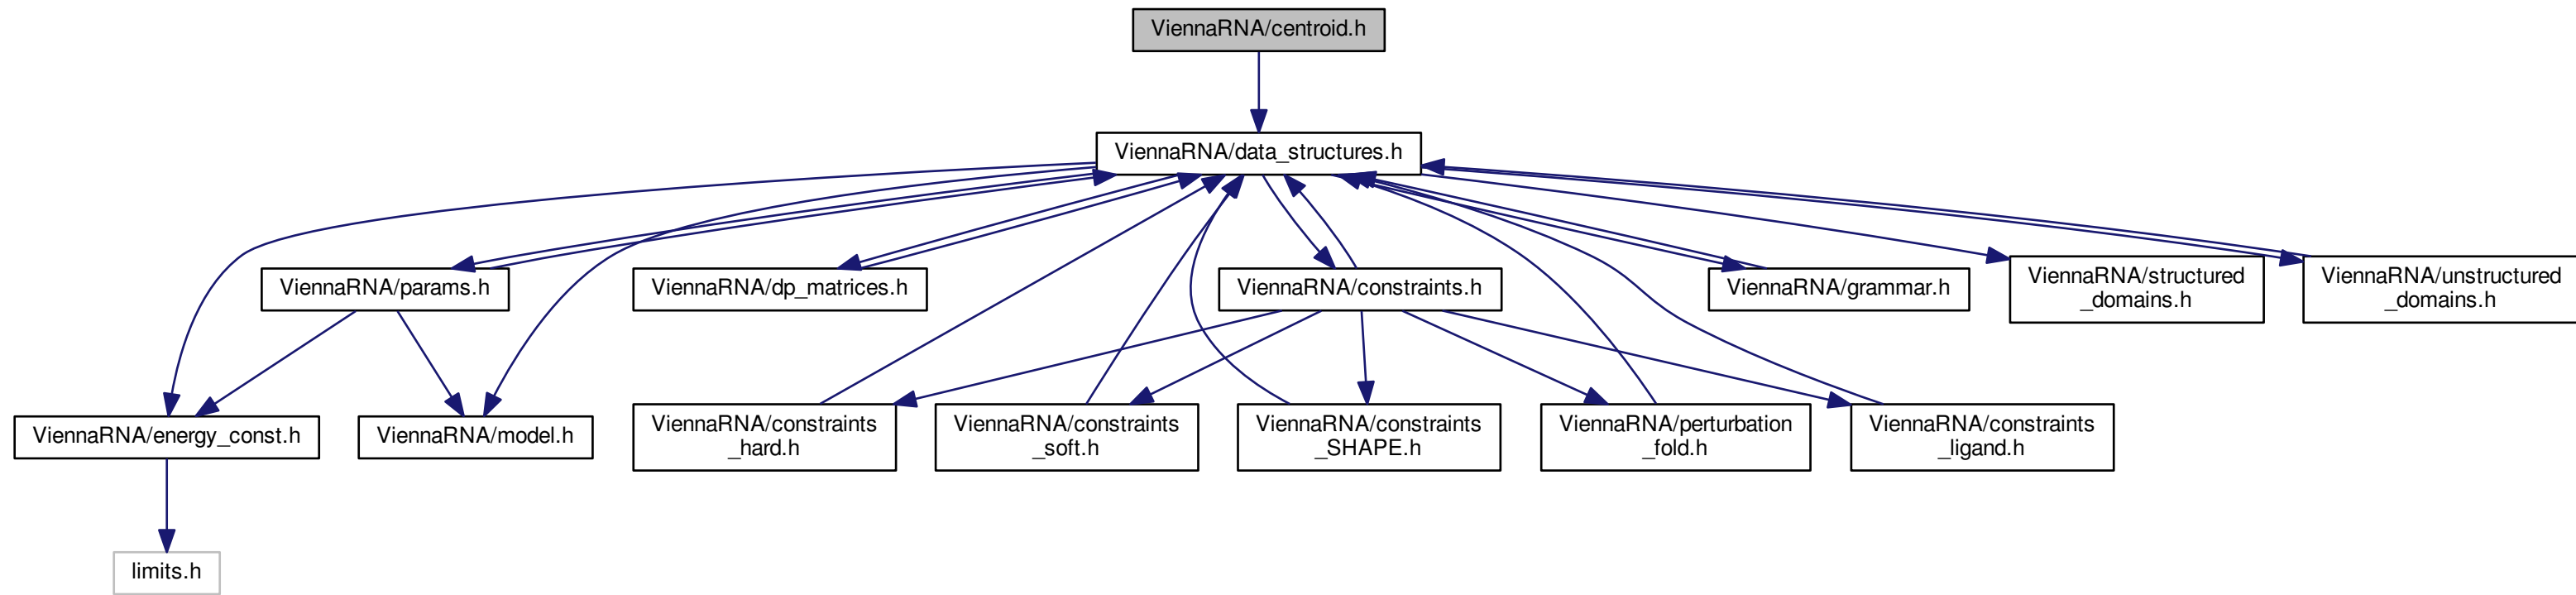 ViennaRNA/centroid.h
ViennaRNA/data_structures.h
ViennaRNA/params.h
ViennaRNA/dp_matrices.h
ViennaRNA/constraints.h
ViennaRNA/grammar.h
ViennaRNA/structured
_domains.h
ViennaRNA/unstructured
_domains.h
ViennaRNA/energy_const.h
ViennaRNA/model.h
ViennaRNA/constraints
_hard.h
ViennaRNA/constraints
_soft.h
ViennaRNA/constraints
_SHAPE.h
ViennaRNA/perturbation
_fold.h
ViennaRNA/constraints
_ligand.h
limits.h